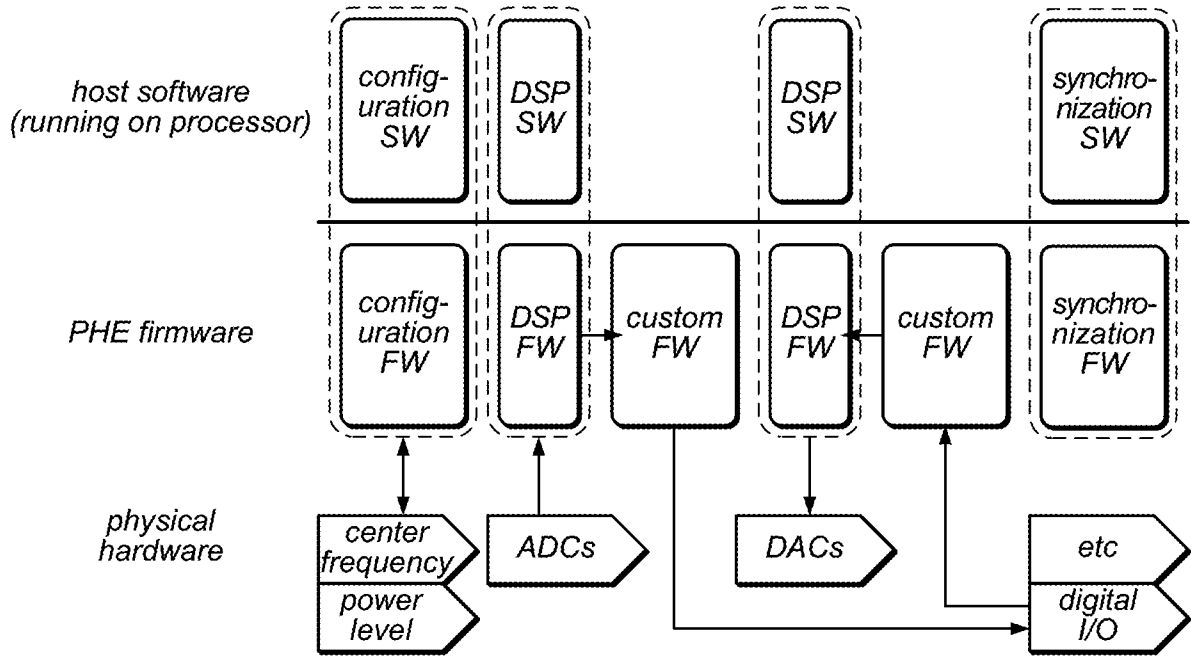 host software
(running on processor)
config-
uration
SW
DSP
SW
DSP
SW
synchro-
nization
SW
PHE firmware
config-
uration
FW
DSP
FW
custom
FW
DSP
FW
custom
FW
synchro-
nization
FW
physical
hardware
center
frequency
power
level
ADCs
DACs
etc
digital
I/O